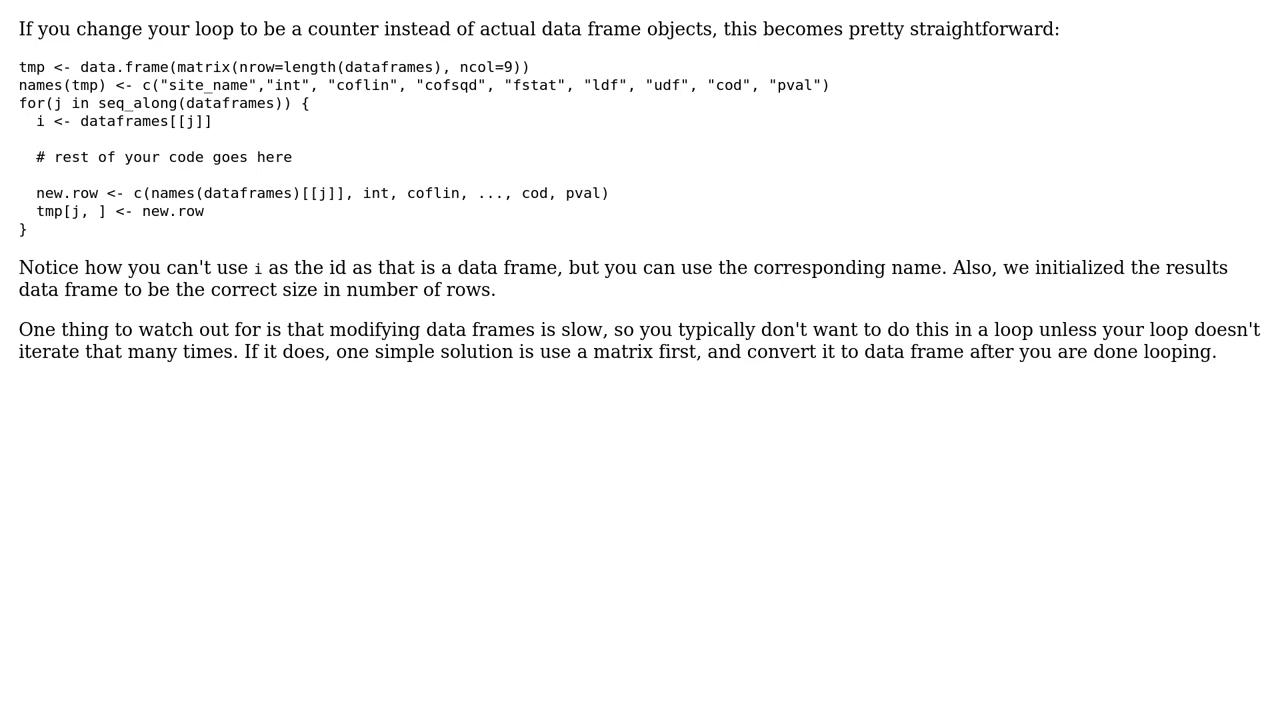 If you change your loop to be a counter instead of actual data frame objects, this becomes pretty straightforward:
tmp <- data.frame(matrix(nrow=length(dataframes), ncol=9))
names(tmp) <- c("site_name","int", "coflin", "cofsqd", "fstat", "ldf", "udf", "cod", "pval")
for(j in seq_along(dataframes)) {
  i <- dataframes[[j]]
  # rest of your code goes here
  new.row <- c(names(dataframes)[[j]], int, coflin, ..., cod, pval)
  tmp[j, ] <- new.row
}
Notice how you can't use i as the id as that is a data frame, but you can use the corresponding name. Also, we initialized the results
data frame to be the correct size in number of rows.
One thing to watch out for is that modifying data frames is slow, so you typically don't want to do this in a loop unless your loop doesn't
iterate that many times. If it does, one simple solution is use a matrix first, and convert it to data frame after you are done looping.